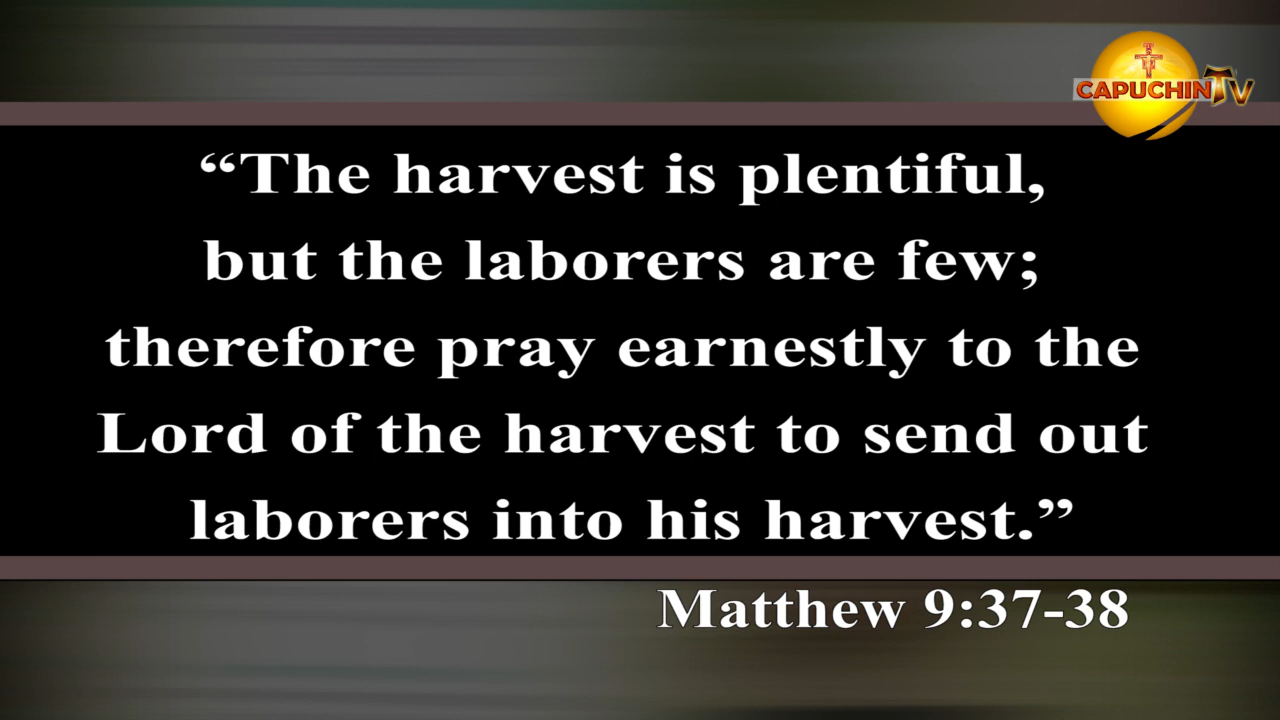 CAPUCHIN TV
“The harvest is plentiful,
but the laborers are few;
therefore pray earnestly to the
Lord of the harvest to send out
laborers into his harvest.”
Matthew 9:37-38